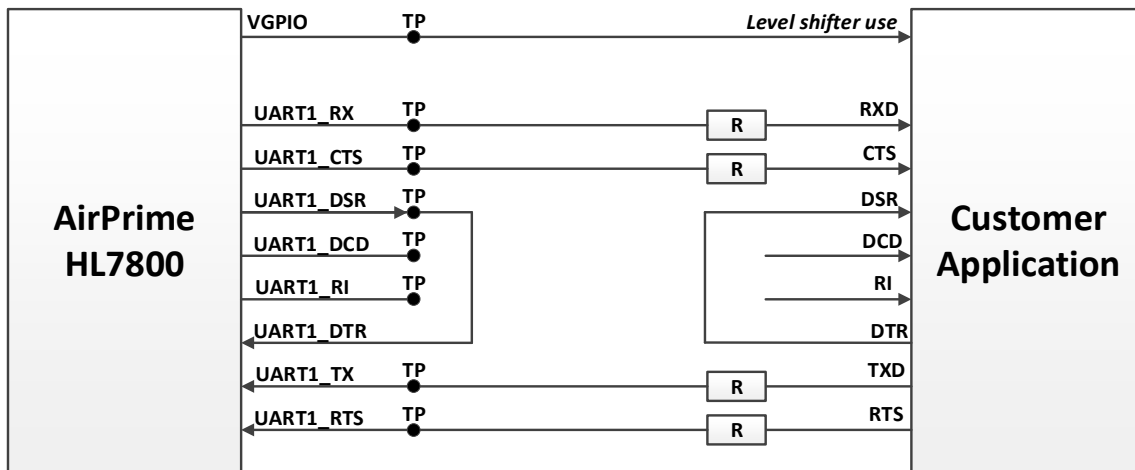 VGPIO TP Level shifter use
UART1_RX TP R RXD
UART1_CTS TP R CTS
UART1_DSR TP DSR
AirPrime
HL7800
Customer
Application
UART1_DCD TP DCD
UART1_RI TP RI
UART1_DTR DTR
UART1_TX TP R TXD
UART1_RTS TP R RTS